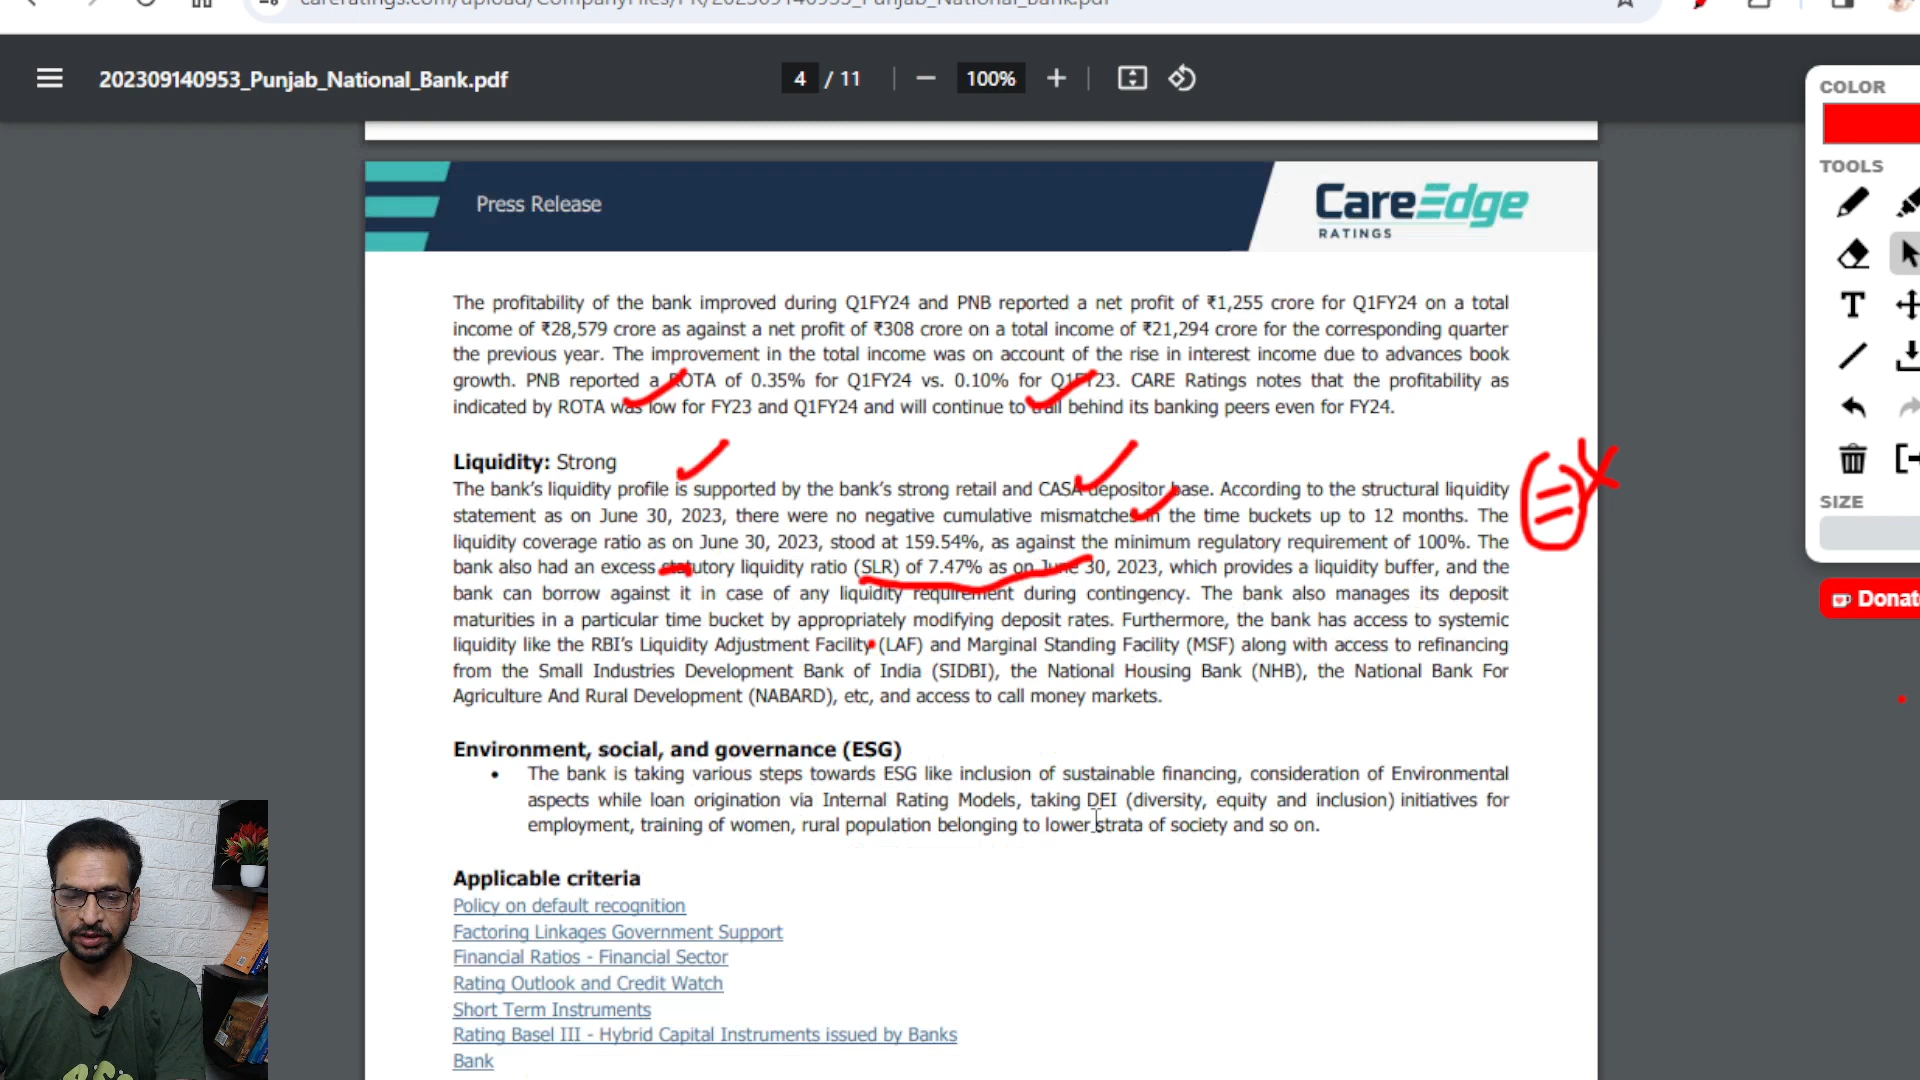 careratings.com/upload/CompanyFiles/PR/202309140953_Punjab_National_Bank.pdf
202309140953_Punjab_National_Bank.pdf
4 / 11
100%
COLOR
TOOLS
T
SIZE
Donat
Press Release
CareEdge
RATINGS
The profitability of the bank improved during Q1FY24 and PNB reported a net profit of ₹1,255 crore for Q1FY24 on a total
income of ₹28,579 crore as against a net profit of ₹308 crore on a total income of ₹21,294 crore for the corresponding quarter
the previous year. The improvement in the total income was on account of the rise in interest income due to advances book
growth. PNB reported a ROTA of 0.35% for Q1FY24 vs. 0.10% for Q1FY23. CARE Ratings notes that the profitability as
indicated by ROTA was low for FY23 and Q1FY24 and will continue to trail behind its banking peers even for FY24.
Liquidity: Strong
The bank's liquidity profile is supported by the bank's strong retail and CASA depositor base. According to the structural liquidity
statement as on June 30, 2023, there were no negative cumulative mismatches in the time buckets up to 12 months. The
liquidity coverage ratio as on June 30, 2023, stood at 159.54%, as against the minimum regulatory requirement of 100%. The
bank also had an excess statutory liquidity ratio (SLR) of 7.47% as on June 30, 2023, which provides a liquidity buffer, and the
bank can borrow against it in case of any liquidity requirement during contingency. The bank also manages its deposit
maturities in a particular time bucket by appropriately modifying deposit rates. Furthermore, the bank has access to systemic
liquidity like the RBI's Liquidity Adjustment Facility (LAF) and Marginal Standing Facility (MSF) along with access to refinancing
from the Small Industries Development Bank of India (SIDBI), the National Housing Bank (NHB), the National Bank For
Agriculture And Rural Development (NABARD), etc, and access to call money markets.
Environment, social, and governance (ESG)
• The bank is taking various steps towards ESG like inclusion of sustainable financing, consideration of Environmental
aspects while loan origination via Internal Rating Models, taking DEI (diversity, equity and inclusion) initiatives for
employment, training of women, rural population belonging to lower strata of society and so on.
Applicable criteria
Policy on default recognition
Factoring Linkages Government Support
Financial Ratios - Financial Sector
Rating Outlook and Credit Watch
Short Term Instruments
Rating Basel III - Hybrid Capital Instruments issued by Banks
Bank